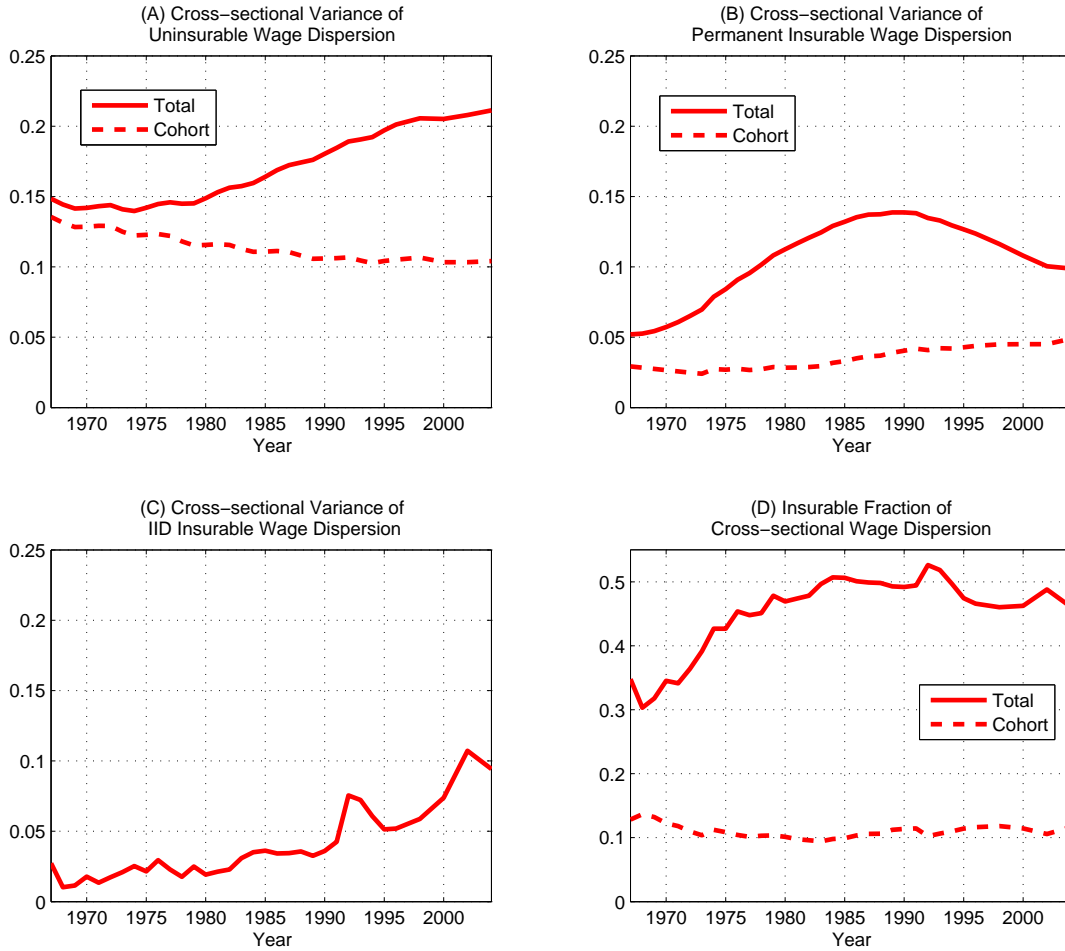 (A) Cross−sectional Variance of
Uninsurable Wage Dispersion
0.25
0.2
0.15
0.1
0.05
0
Total
Cohort
1970 1975 1980 1985 1990 1995 2000
Year
(B) Cross−sectional Variance of
Permanent Insurable Wage Dispersion
0.25
0.2
0.15
0.1
0.05
0
Total
Cohort
1970 1975 1980 1985 1990 1995 2000
Year
(C) Cross−sectional Variance of
IID Insurable Wage Dispersion
0.25
0.2
0.15
0.1
0.05
0
1970 1975 1980 1985 1990 1995 2000
Year
(D) Insurable Fraction of
Cross−sectional Wage Dispersion
0.5
0.4
0.3
0.2
0.1
0
Total
Cohort
1970 1975 1980 1985 1990 1995 2000
Year